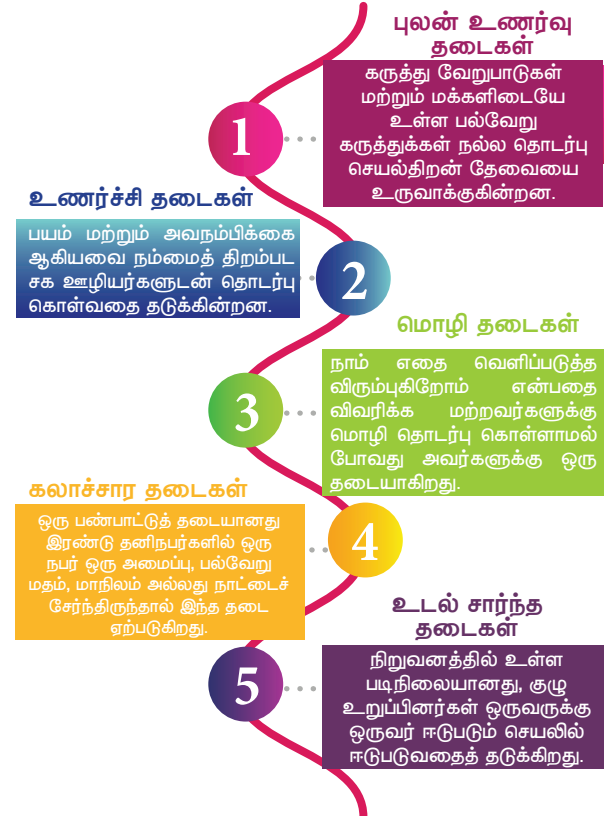 புலன் உணர்வு
தடைகள்
கருத்து வேறுபாடுகள்
மற்றும் மக்களிடையே
உள்ள பல்வேறு
கருத்துக்கள் நல்ல தொடர்பு
செயல்திறன் தேவையை
உருவாக்குகின்றன.
1
உணர்ச்சி தடைகள்
பயம் மற்றும் அவநம்பிக்கை
ஆகியவை நம்மைத் திறம்பட
சக ஊழியர்களுடன் தொடர்பு
கொள்வதை தடுக்கின்றன.
2
மொழி தடைகள்
நாம் எதை வெளிப்படுத்த
விரும்புகிறோம் என்பதை
விவரிக்க மற்றவர்களுக்கு
மொழி தொடர்பு கொள்ளாமல்
போவது அவர்களுக்கு ஒரு
தடையாகிறது.
3
கலாச்சார தடைகள்
ஒரு பண்பாட்டுத் தடையானது
இரண்டு தனிநபர்களில் ஒரு
நபர் ஒரு அமைப்பு, பல்வேறு
மதம், மாநிலம் அல்லது நாட்டைச்
சேர்ந்திருந்தால் இந்த தடை
ஏற்படுகிறது.
4
உடல் சார்ந்த
தடைகள்
நிறுவனத்தில் உள்ள
படிநிலையானது, குழு
உறுப்பினர்கள் ஒருவருக்கு
ஒருவர் ஈடுபடும் செயலில்
ஈடுபடுவதைத் தடுக்கிறது.
5